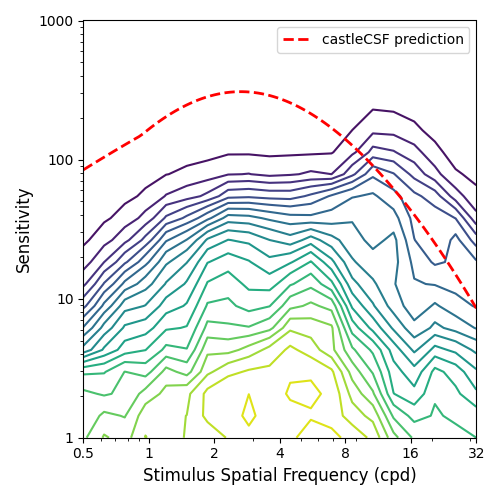 1000
castleCSF prediction
100
Sensitivity
10
1
0.5 1 2 4 8 16 32
Stimulus Spatial Frequency (cpd)